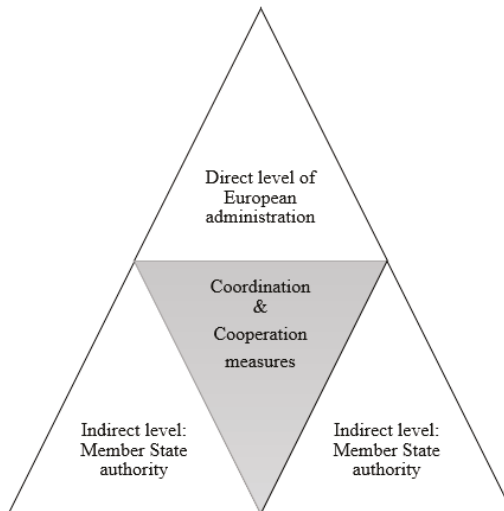 Direct level of
European
administration
Coordination
&
Cooperation
measures
Indirect level:
Member State
authority
Indirect level:
Member State
authority